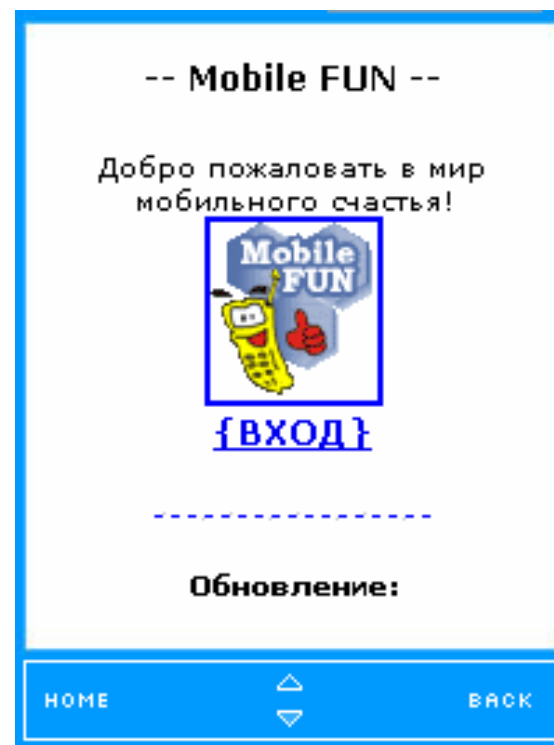 -- Mobile FUN --
Добро пожаловать в мир
мобильного счастья!
Mobile
FUN
{ВХОД}
-----------------
Обновление:
HOME
BACK